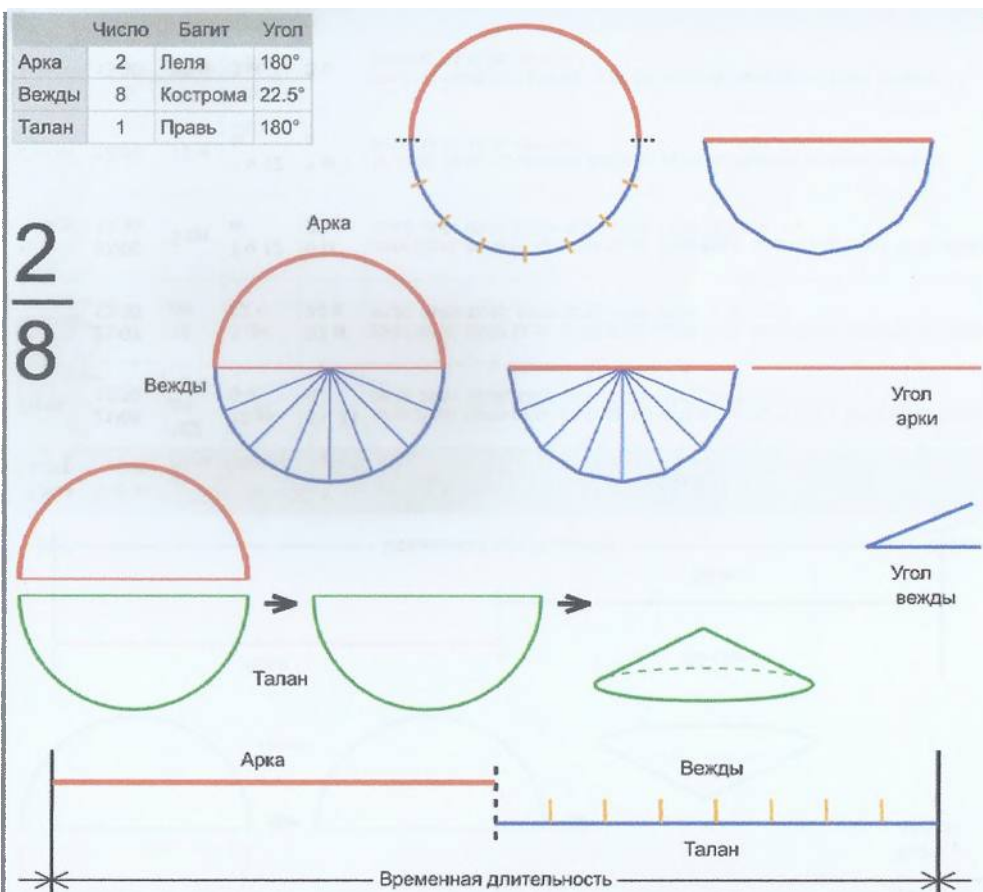 Число Багит Угол
Арка 2 Леля 180°
Вежды 8 Кострома 22.5°
Талан 1 Правь 180°
2
8
Арка
Вежды
Угол
арки
Угол
вежды
Талан
Арка
Вежды
Талан
Временная длительность